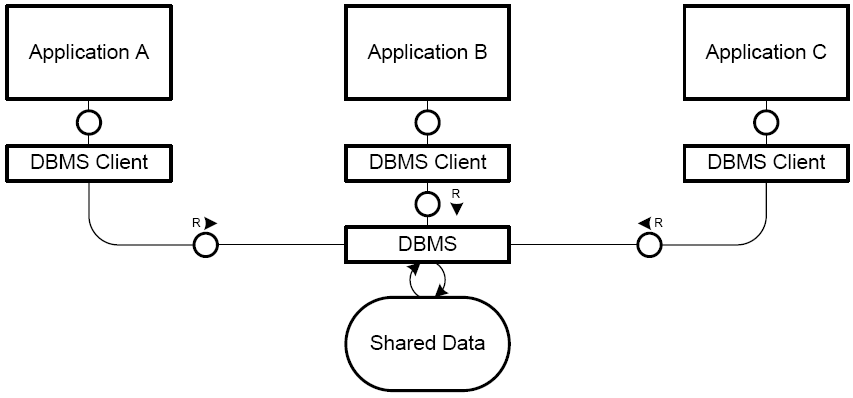 Application A
Application B
Application C
DBMS Client
DBMS Client
DBMS Client
R
R
R
DBMS
Shared Data